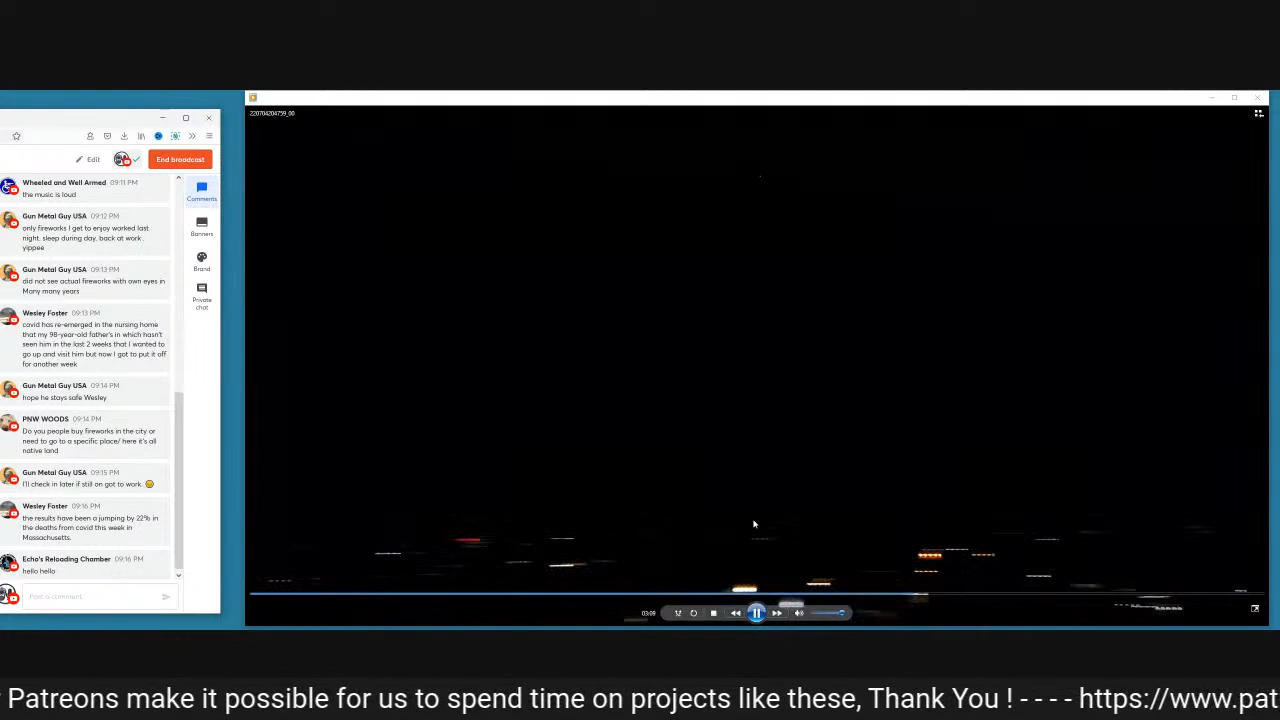 220704204759_00
Edit
End broadcast
Wheeled and Well Armed 09:11 PM
the music is loud
Gun Metal Guy USA 09:12 PM
only fireworks I get to enjoy worked last
night. sleep during day. back at work .
yippee
Gun Metal Guy USA 09:13 PM
did not see actual fireworks with own eyes in
Many many years
Wesley Foster 09:13 PM
covid has re-emerged in the nursing home
that my 98-year-old father's in which hasn't
seen him in the last 2 weeks that I wanted to
go up and visit him but now I got to put it off
for another week
Gun Metal Guy USA 09:14 PM
hope he stays safe Wesley
PNW WOODS 09:14 PM
Do you people buy fireworks in the city or
need to go to a specific place/ here it's all
native land
Gun Metal Guy USA 09:15 PM
I'll check in later if still on got to work.
Wesley Foster 09:16 PM
the results have been a jumping by 22% in
the deaths from covid this week in
Massachusetts.
Echo's Reloading Chamber 09:16 PM
hello hello
Post a comment
Comments
Banners
Brand
Private
chat
03:09
Patreons make it possible for us to spend time on projects like these, Thank You ! - - - - https://www.pat